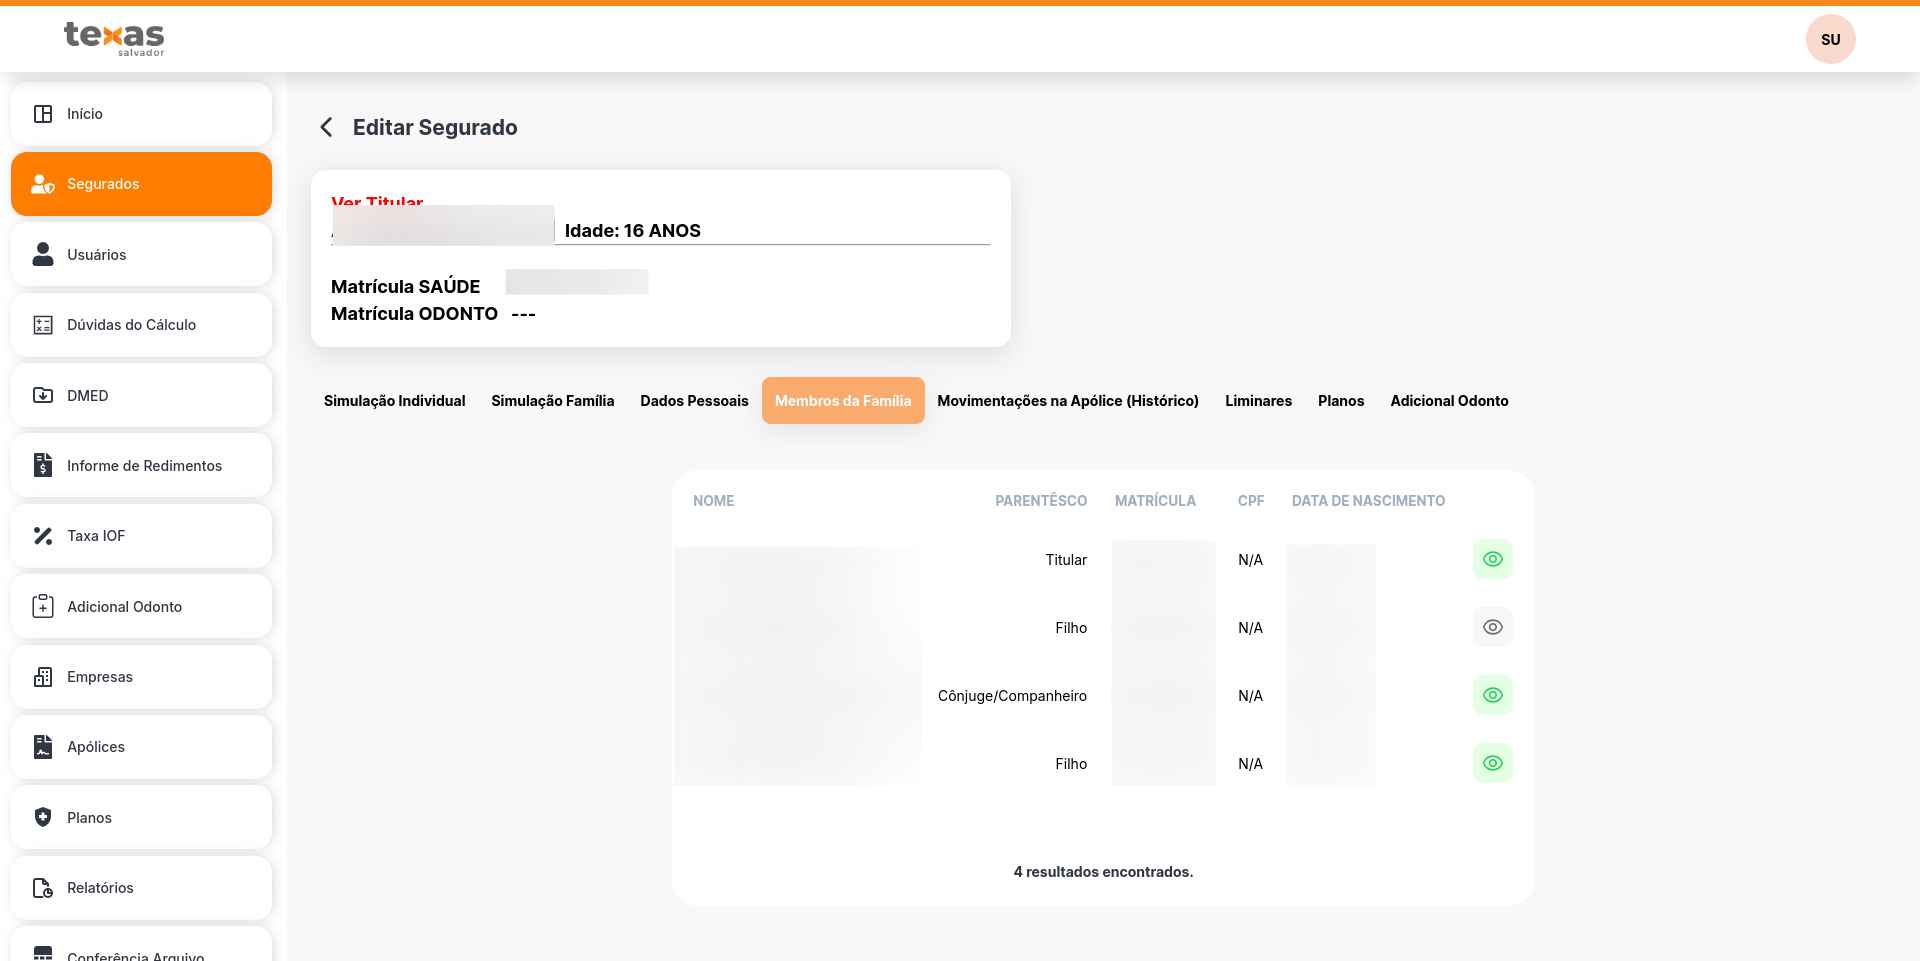 texas
salvador
SU
Início
Segurados
Usuários
Dúvidas do Cálculo
DMED
Informe de Redimentos
Taxa IOF
Adicional Odonto
Empresas
Apólices
Planos
Relatórios
Conferência Arquivo
Editar Segurado
Ver Titular
Idade: 16 ANOS
Matrícula SAÚDE
Matrícula ODONTO ---
Simulação Individual Simulação Família Dados Pessoais Membros da Família Movimentações na Apólice (Histórico) Liminares Planos Adicional Odonto
NOME PARENTÊSCO MATRÍCULA CPF DATA DE NASCIMENTO
Titular N/A
Filho N/A
Cônjuge/Companheiro N/A
Filho N/A
4 resultados encontrados.